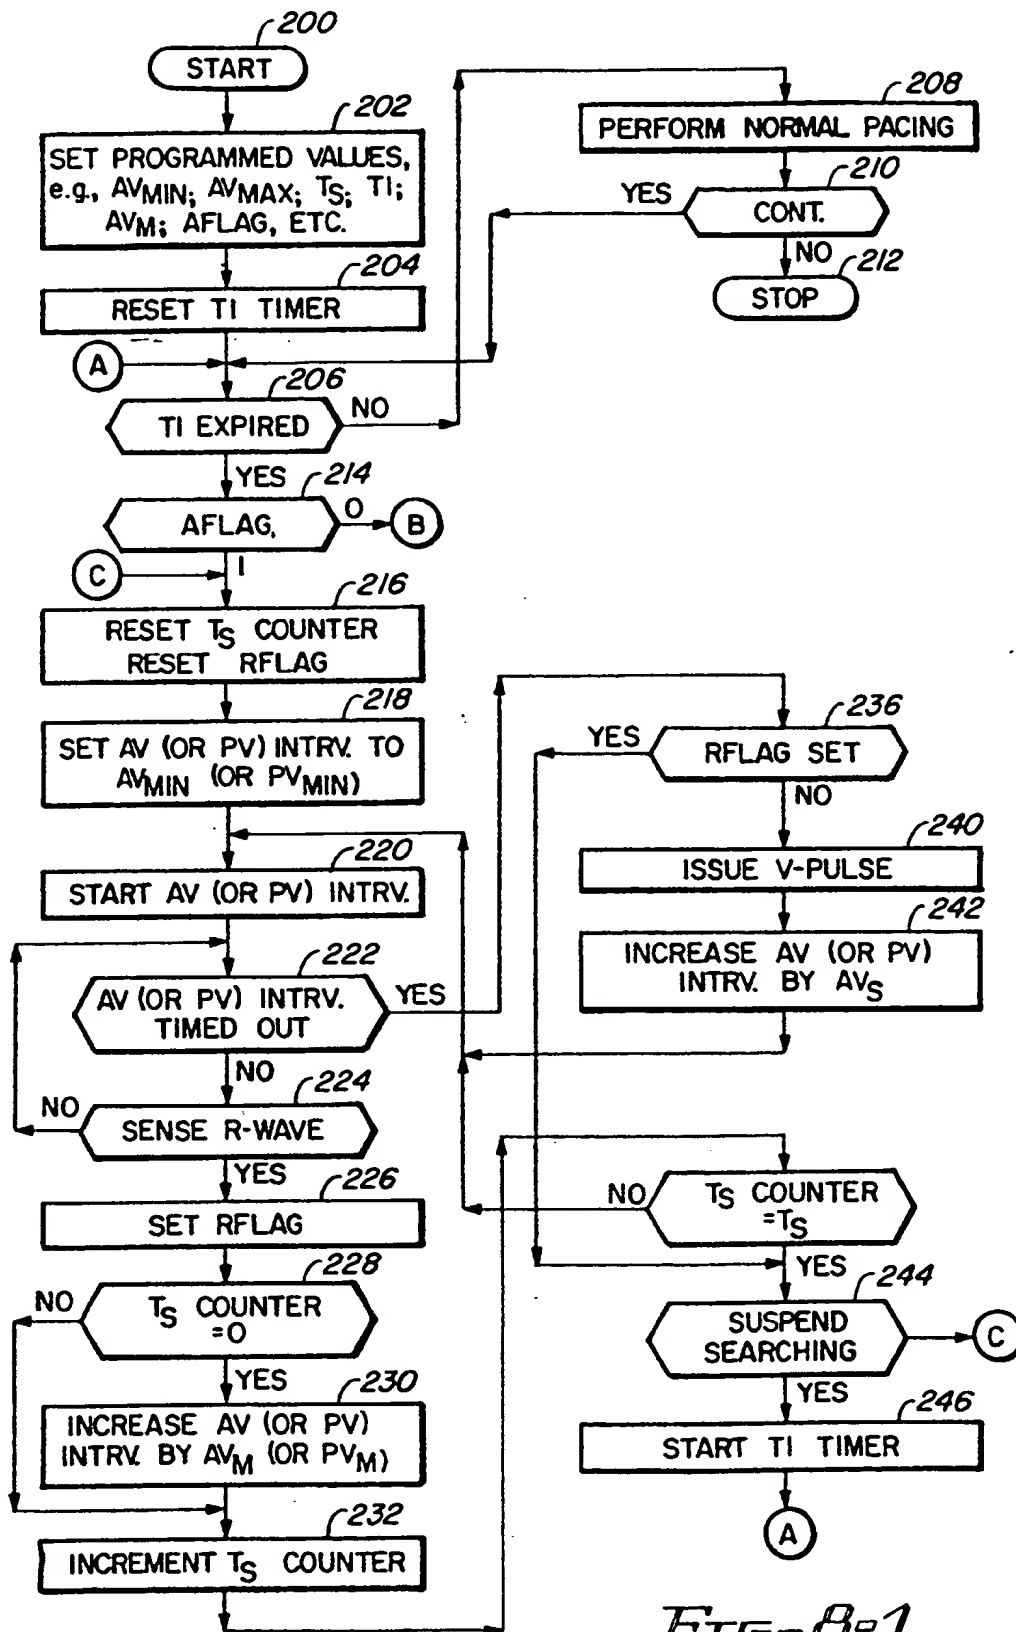 200
START
202
SET PROGRAMMED VALUES,
e.g., AVMIN; AVMAX; TS; TI;
AVM; AFLAG, ETC.
204
RESET TI TIMER
A
206
TI EXPIRED
NO
YES
214
AFLAG,
0
B
C
1
216
RESET TS COUNTER
RESET RFLAG
218
SET AV (OR PV) INTRV. TO
AVMIN (OR PVMIN)
220
START AV (OR PV) INTRV.
222
AV (OR PV) INTRV.
TIMED OUT
YES
NO
224
NO
SENSE R-WAVE
YES
226
SET RFLAG
228
NO
TS COUNTER
=0
YES
230
INCREASE AV (OR PV)
INTRV. BY AVM (OR PVM)
232
INCREMENT TS COUNTER
208
PERFORM NORMAL PACING
210
YES
CONT.
NO
212
STOP
236
YES
RFLAG SET
NO
240
ISSUE V-PULSE
242
INCREASE AV (OR PV)
INTRV. BY AVS
NO
TS COUNTER
=TS
YES
244
SUSPEND
SEARCHING
C
YES
246
START TI TIMER
A
FIG. 8-1